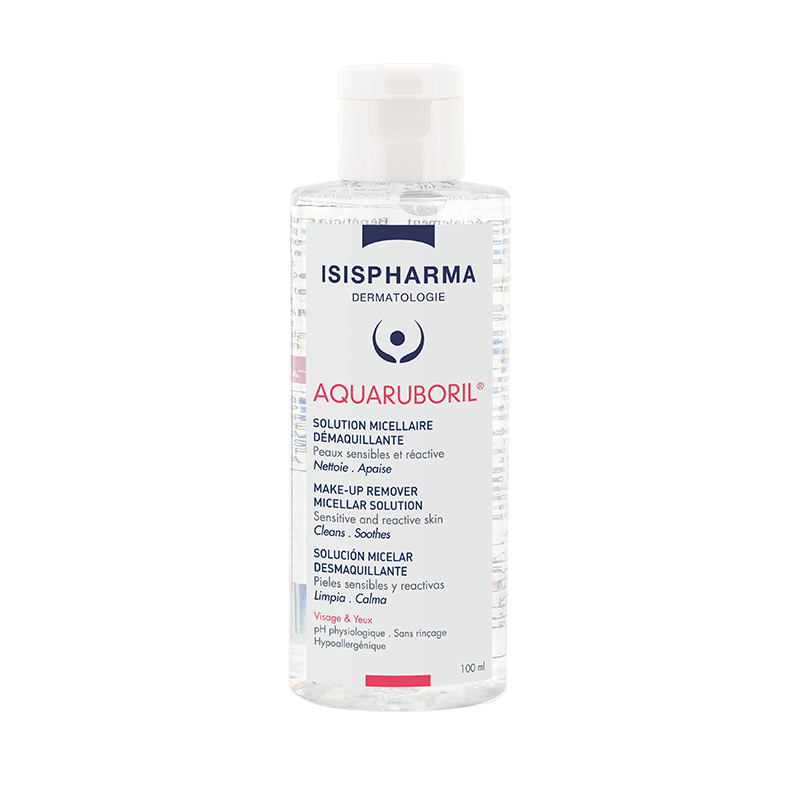 ISISPHARMA
DERMATOLOGIE
AQUARUBORIL®
SOLUTION MICELLAIRE
DÉMAQUILLANTE
Peaux sensibles et réactive
Nettoie . Apaise
MAKE-UP REMOVER
MICELLAR SOLUTION
Sensitive and reactive skin
Cleans . Soothes
SOLUCIÓN MICELAR
DESMAQUILLANTE
Pieles sensibles y reactivas
Limpia . Calma
Visage & Yeux
pH physiologique . Sans rinçage
Hypoallergénique
100 ml